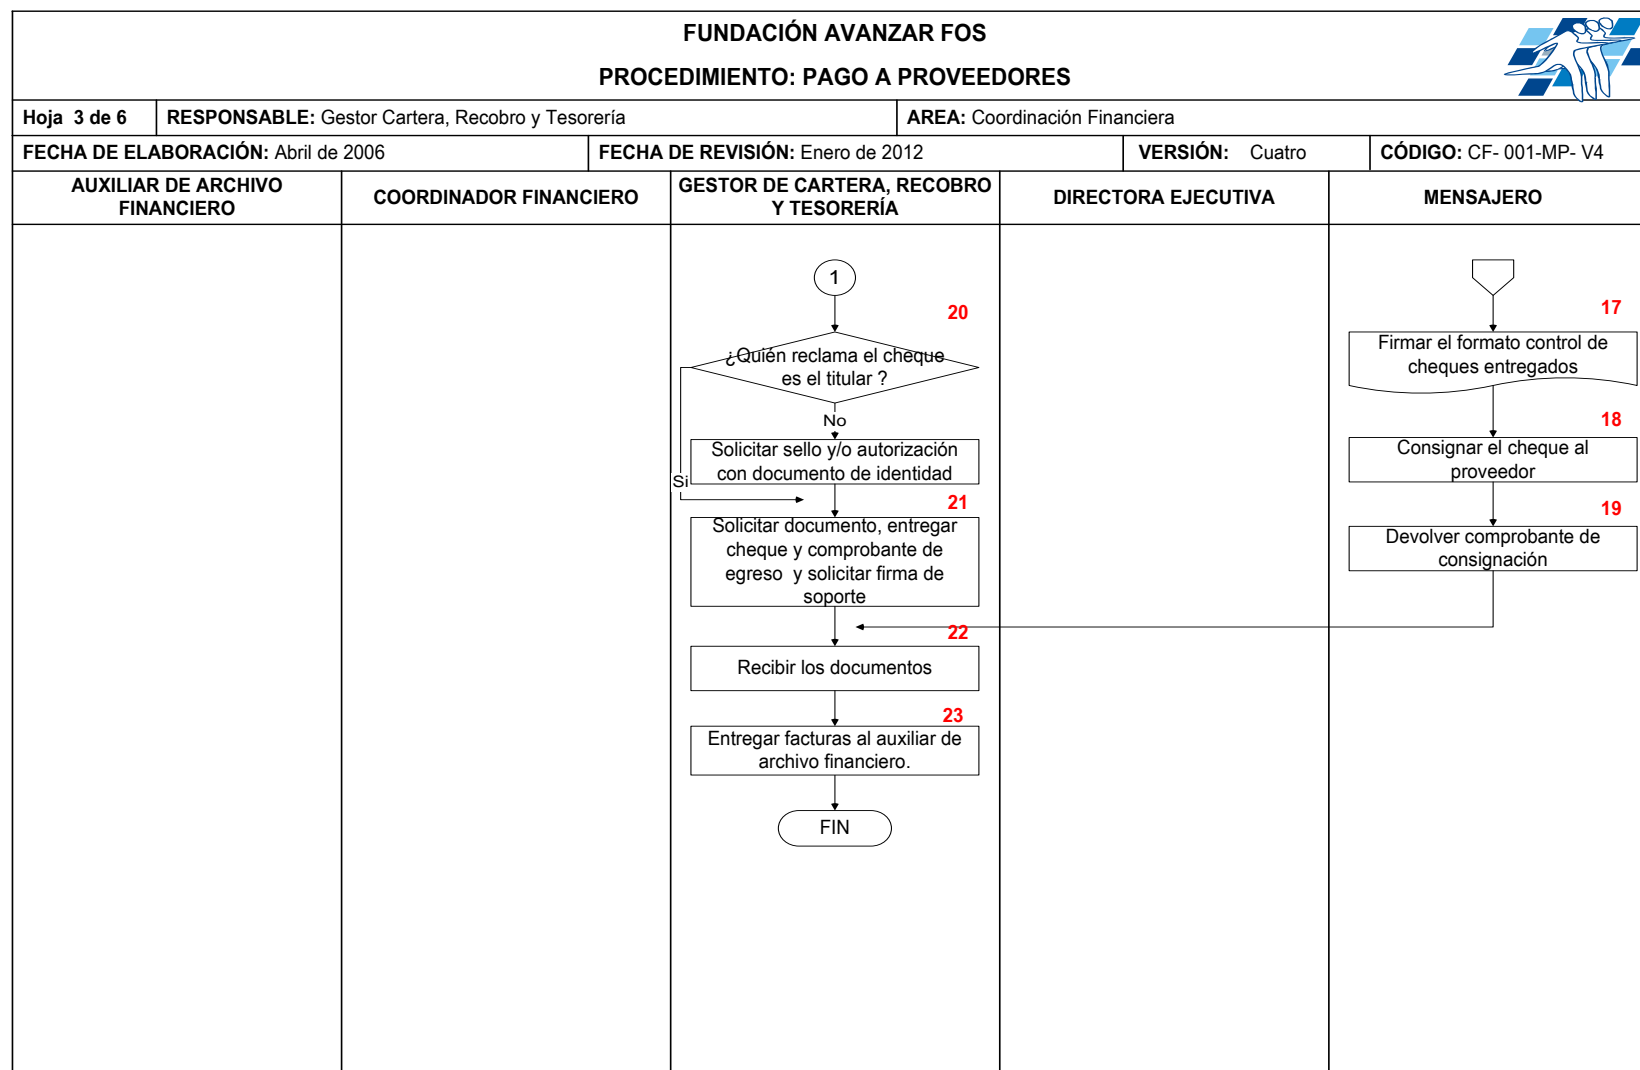 FUNDACIÓN AVANZAR FOS
PROCEDIMIENTO: PAGO A PROVEEDORES
Hoja 3 de 6
RESPONSABLE: Gestor Cartera, Recobro y Tesorería
AREA: Coordinación Financiera
FECHA DE ELABORACIÓN: Abril de 2006
FECHA DE REVISIÓN: Enero de 2012
VERSIÓN: Cuatro
CÓDIGO: CF- 001-MP- V4
AUXILIAR DE ARCHIVO
FINANCIERO
COORDINADOR FINANCIERO
GESTOR DE CARTERA, RECOBRO
Y TESORERÍA
DIRECTORA EJECUTIVA
MENSAJERO
1
20
¿Quién reclama el cheque
es el titular ?
No
Solicitar sello y/o autorización
con documento de identidad
Si
21
Solicitar documento, entregar
cheque y comprobante de
egreso y solicitar firma de
soporte
22
Recibir los documentos
23
Entregar facturas al auxiliar de
archivo financiero.
FIN
17
Firmar el formato control de
cheques entregados
18
Consignar el cheque al
proveedor
19
Devolver comprobante de
consignación